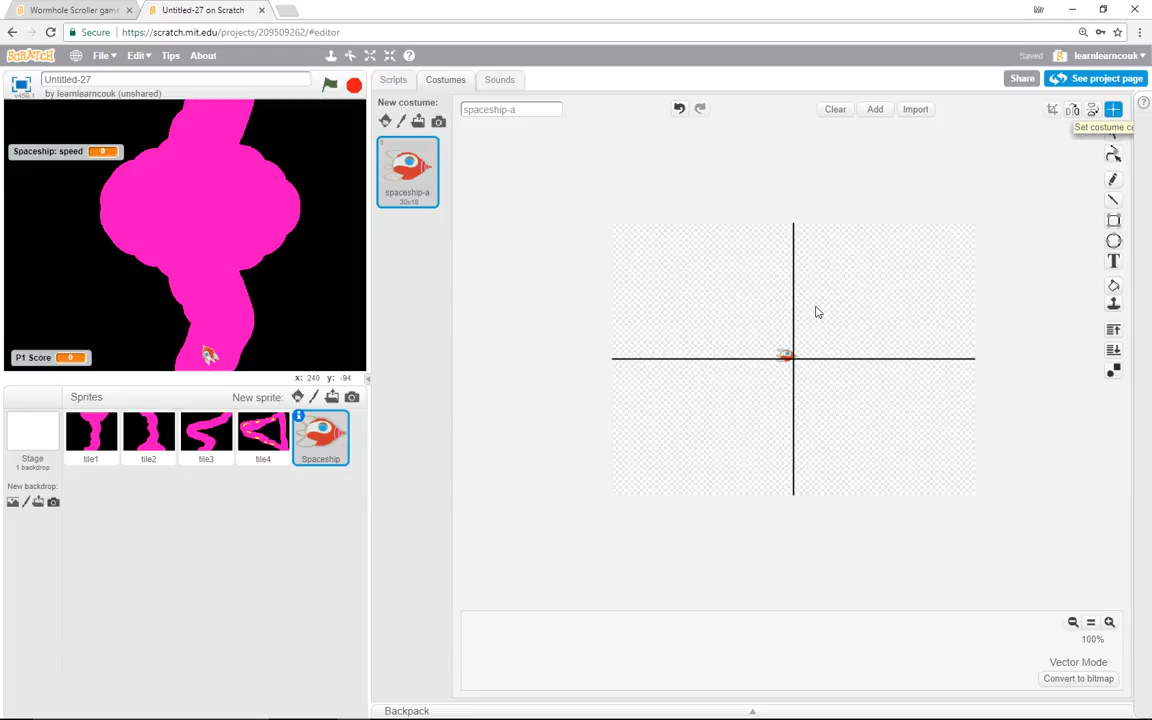 Wormhole Scroller game
Untitled-27 on Scratch
Secure
https://scratch.mit.edu/projects/209509262/#editor
SCRATCH
File
Edit
Tips
About
Saved
learnlearncouk
Untitled-27
by learnlearncouk (unshared)
v459.1
Scripts
Costumes
Sounds
Share
See project page
New costume:
spaceship-a
Clear
Add
Import
Set costume ce
1
spaceship-a
30x18
Spaceship: speed 0
P1 Score 0
x: 240 y: -94
Sprites
New sprite:
Stage
1 backdrop
tile1
tile2
tile3
tile4
Spaceship
New backdrop:
100%
Vector Mode
Convert to bitmap
Backpack